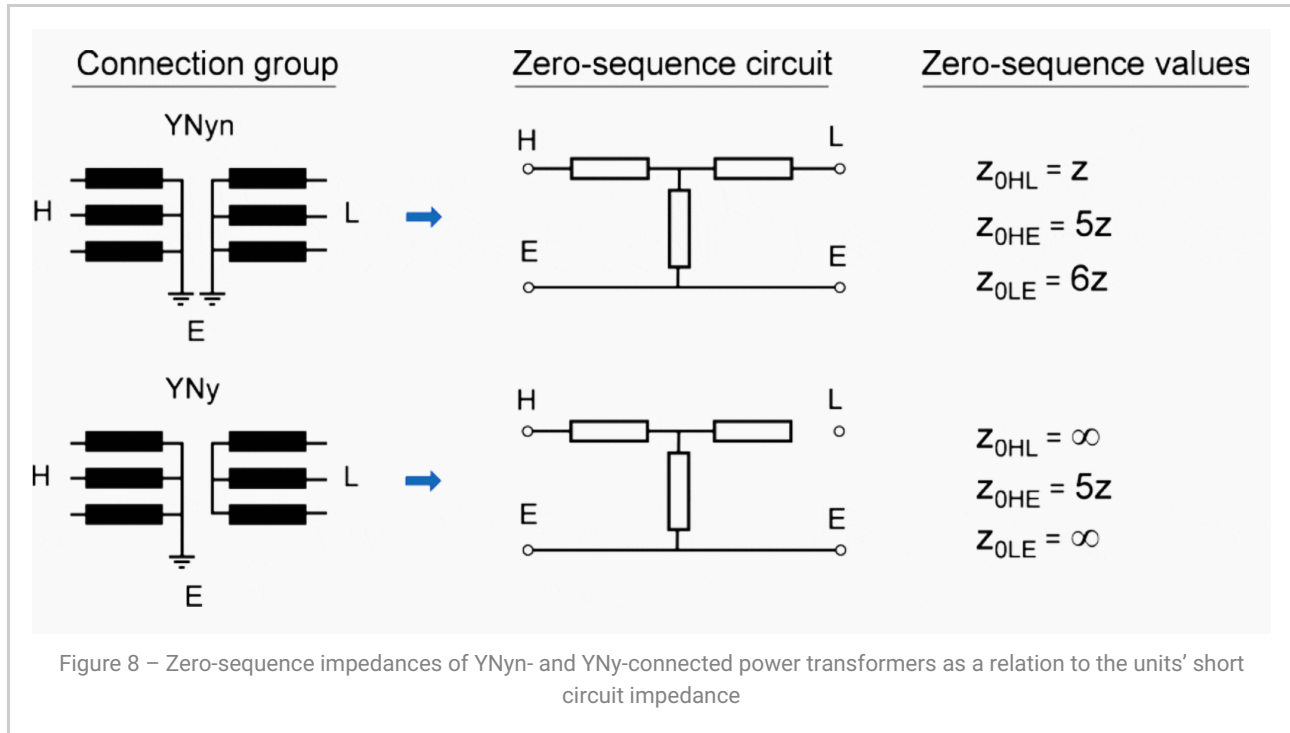 Connection group
Zero-sequence circuit
Zero-sequence values
YNyn
H
L
E
H
L
E
E
z0HL = z
z0HE = 5z
z0LE = 6z
YNy
H
L
E
H
L
E
E
z0HL = ∞
z0HE = 5z
z0LE = ∞
Figure 8 – Zero-sequence impedances of YNyn- and YNy-connected power transformers as a relation to the units’ short
circuit impedance